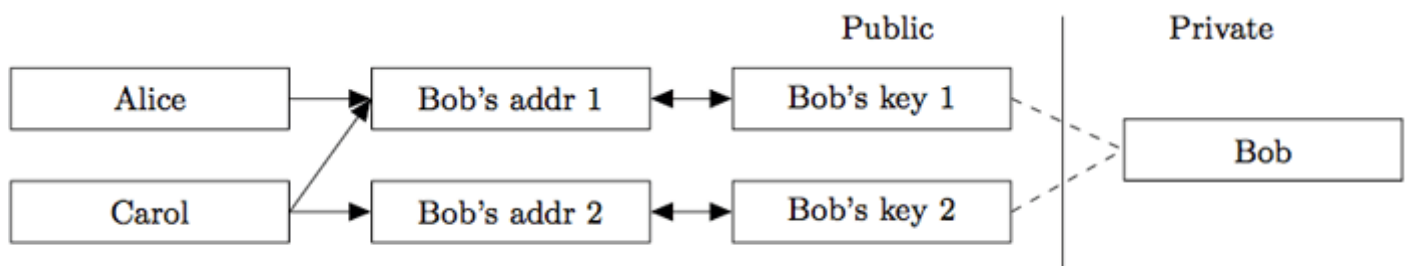 Public
Private
Alice
Bob's addr 1
Bob's key 1
Bob
Carol
Bob's addr 2
Bob's key 2